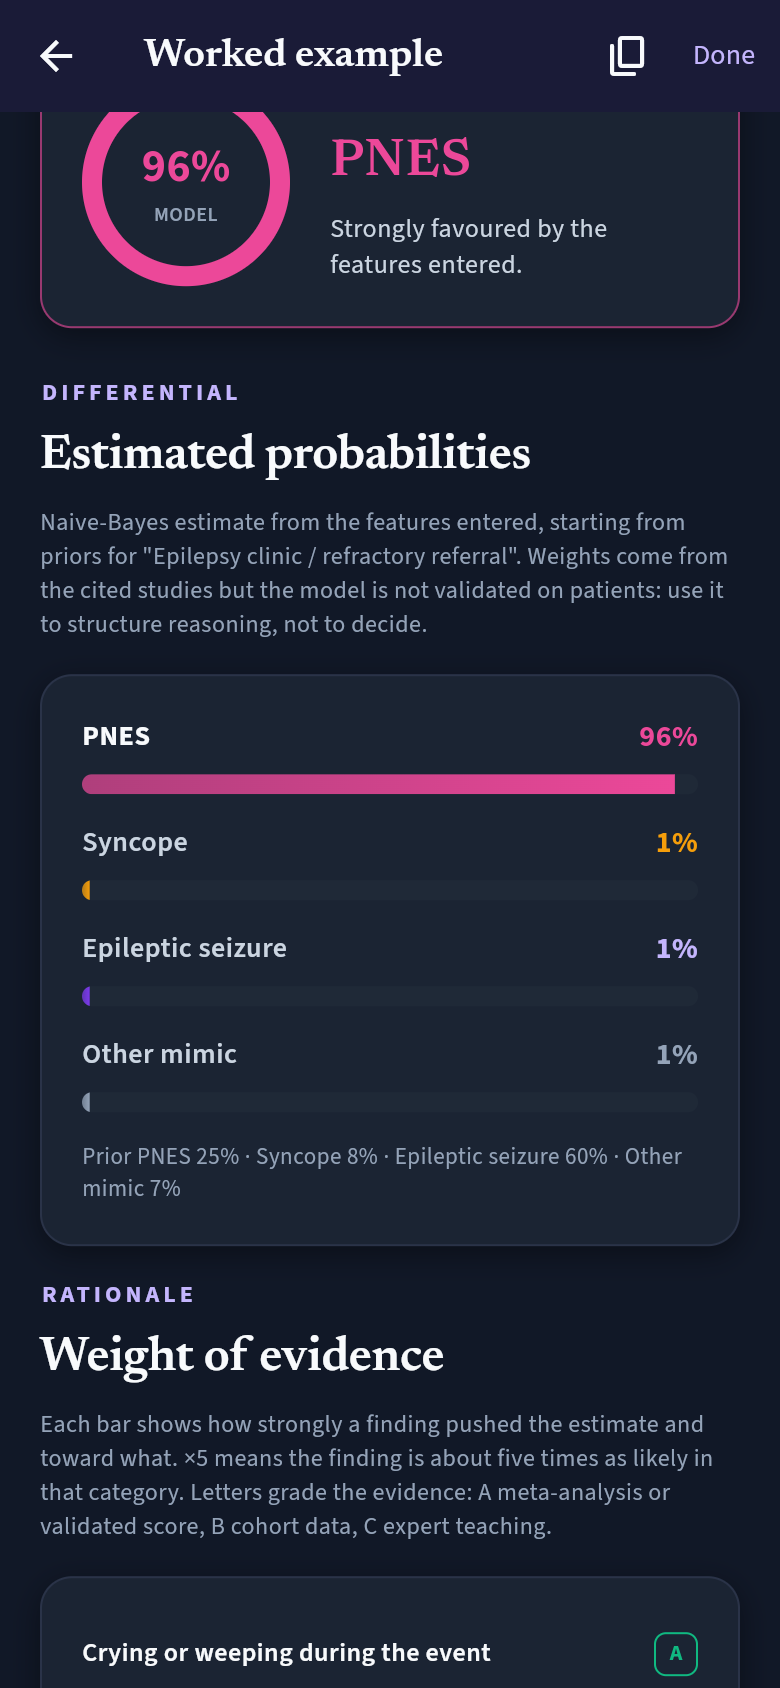 Worked example
Done
96%
MODEL
PNES
Strongly favoured by the
features entered.
DIFFERENTIAL
Estimated probabilities
Naive-Bayes estimate from the features entered, starting from
priors for "Epilepsy clinic / refractory referral". Weights come from
the cited studies but the model is not validated on patients: use it
to structure reasoning, not to decide.
PNES 96%
Syncope 1%
Epileptic seizure 1%
Other mimic 1%
Prior PNES 25% · Syncope 8% · Epileptic seizure 60% · Other
mimic 7%
RATIONALE
Weight of evidence
Each bar shows how strongly a finding pushed the estimate and
toward what. ×5 means the finding is about five times as likely in
that category. Letters grade the evidence: A meta-analysis or
validated score, B cohort data, C expert teaching.
Crying or weeping during the event A